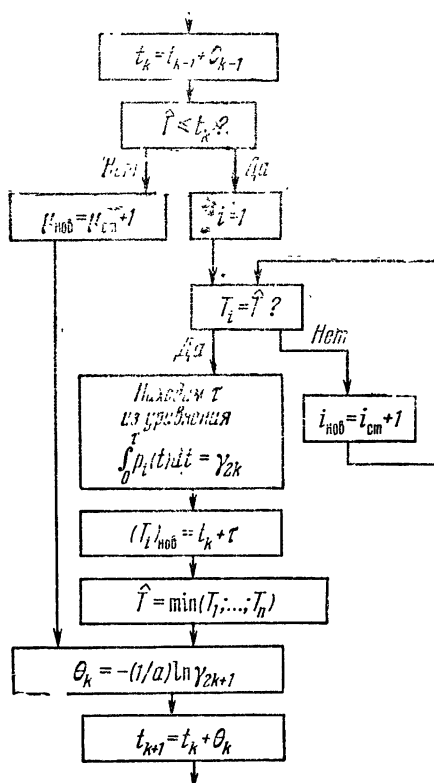 t_k = t_{k-1} + θ_{k-1}
T̂ ≤ t_k ?
Нет
Да
μ_нов = μ_ст + 1
i = 1
T_i = T̂ ?
Да
Нет
Находим τ
из уравнения
∫_0^τ p_i(t)dt = γ_{2k}
i_нов = i_ст + 1
(T_i)_нов = t_k + τ
T̂ = min(T_1;...;T_n)
θ_k = -(1/a) ln γ_{2k+1}
t_{k+1} = t_k + θ_k